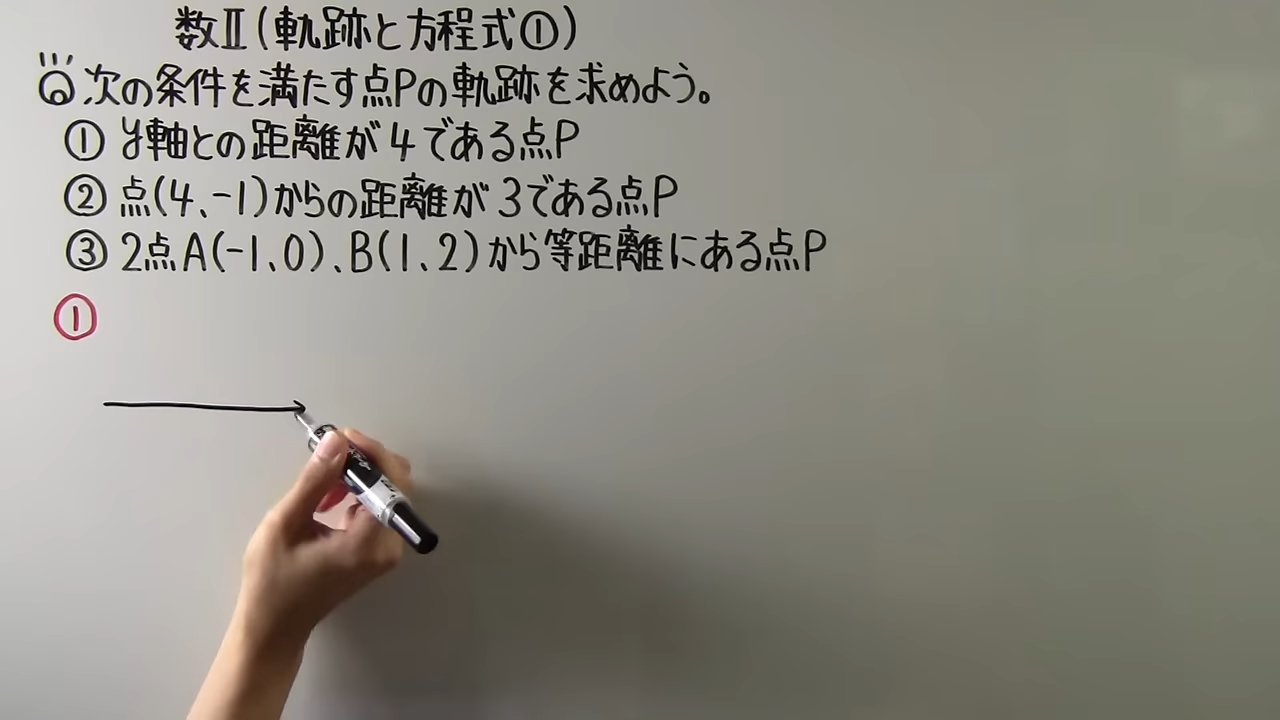 数Ⅱ(軌跡と方程式①)
Q 次の条件を満たす点Pの軌跡を求めよう。
① y軸との距離が4である点P
② 点(4、-1)からの距離が3である点P
③ 2点A(-1、0)、B(1、2)から等距離にある点P
①